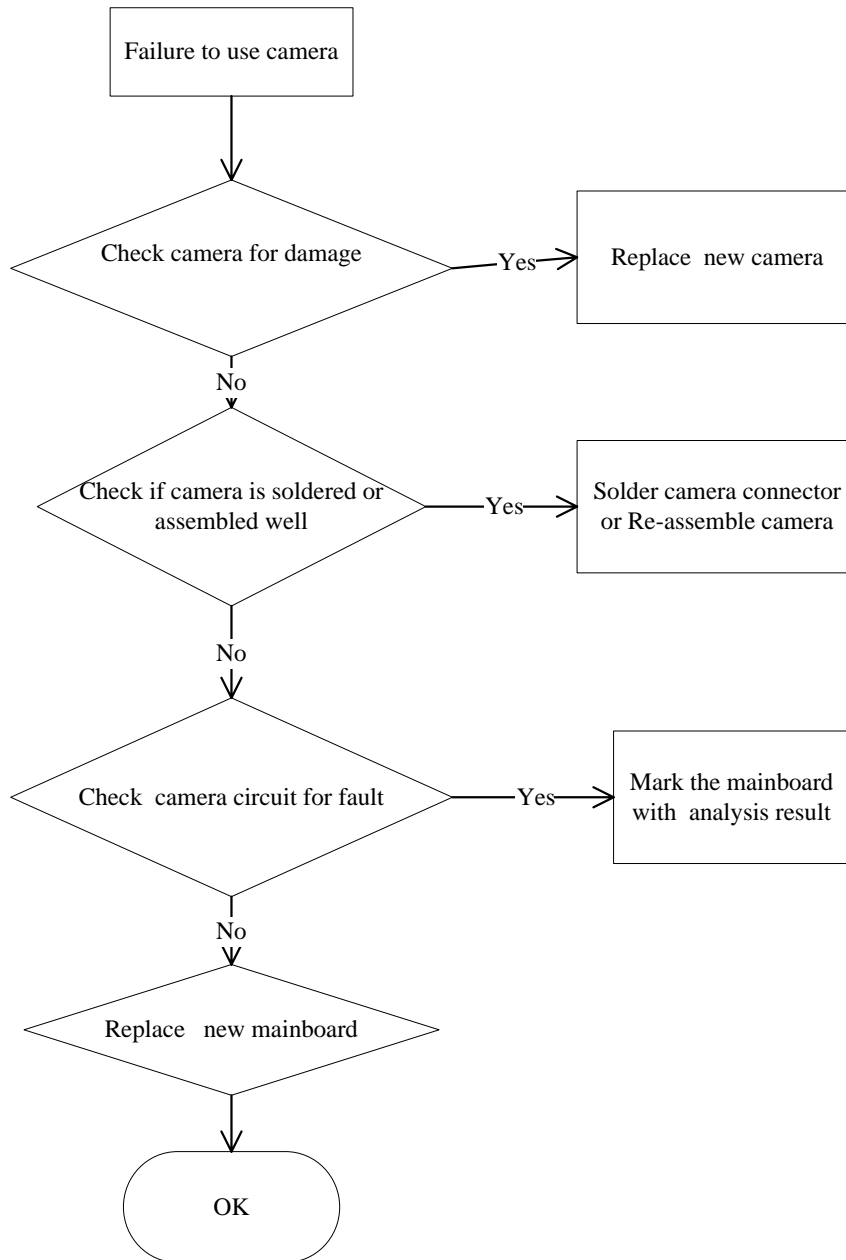 Failure to use camera
Check camera for damage
Yes
Replace  new camera
No
Check if camera is soldered or
assembled well
Yes
Solder camera connector
or Re-assemble camera
No
Check  camera circuit for fault
Yes
Mark the mainboard
with  analysis result
No
Replace   new mainboard
OK